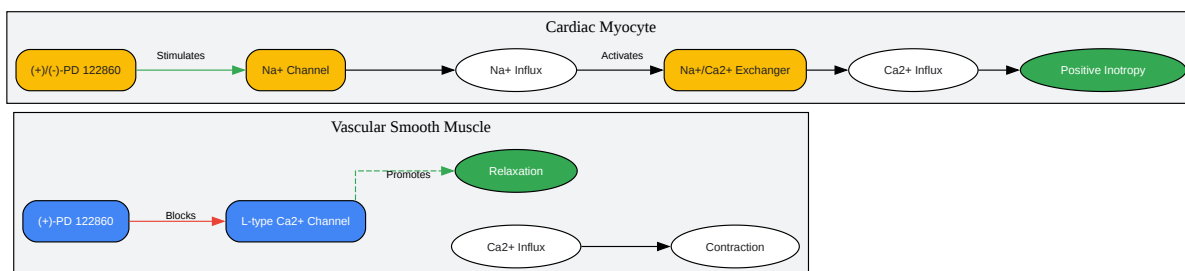 Cardiac Myocyte
(+)/(-)-PD 122860
Stimulates
Na+ Channel
Na+ Influx
Activates
Na+/Ca2+ Exchanger
Ca2+ Influx
Positive Inotropy
Vascular Smooth Muscle
(+)-PD 122860
Blocks
L-type Ca2+ Channel
Promotes
Relaxation
Ca2+ Influx
Contraction